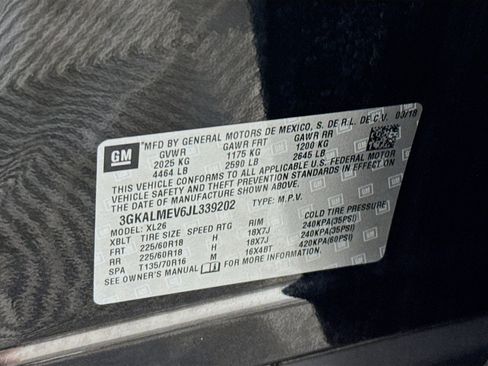 GM
MFD BY GENERAL MOTORS DE MEXICO, S. DE R.L. DE C.V. 03/18
GVWR GAWR FRT GAWR RR
2025 KG 1175 KG 1200 KG
4464 LB 2590 LB 2645 LB
THIS VEHICLE CONFORMS TO ALL APPLICABLE U.S. FEDERAL MOTOR
VEHICLE SAFETY AND THEFT PREVENTION STANDARDS IN EFFECT ON
THE DATE OF MANUFACTURE SHOWN ABOVE.
3GKALMEV6JL339202 TYPE: M.P.V.
MODEL: XL26
XBLT TIRE SIZE SPEED RTG RIM COLD TIRE PRESSURE
FRT 225/60R18 H 18X7J 240KPA(35PSI)
RR 225/60R18 H 18X7J 240KPA(35PSI)
SPA T135/70R16 M 16X4BT 420KPA(60PSI)
SEE OWNER'S MANUAL FOR MORE INFORMATION.